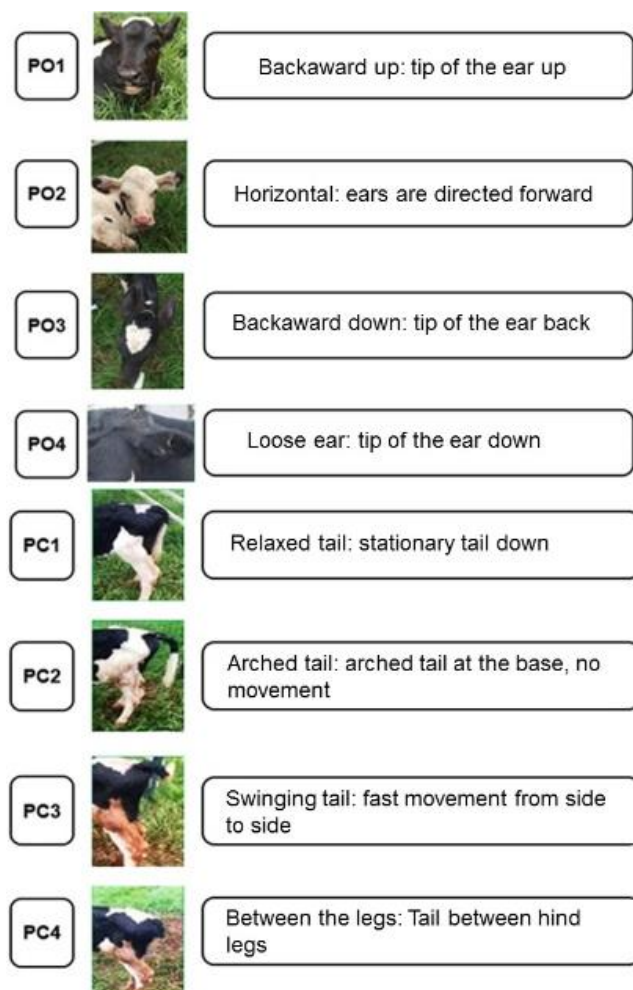 PO1
Backaward up: tip of the ear up
PO2
Horizontal: ears are directed forward
PO3
Backaward down: tip of the ear back
PO4
Loose ear: tip of the ear down
PC1
Relaxed tail: stationary tail down
PC2
Arched tail: arched tail at the base, no
movement
PC3
Swinging tail: fast movement from side
to side
PC4
Between the legs: Tail between hind
legs